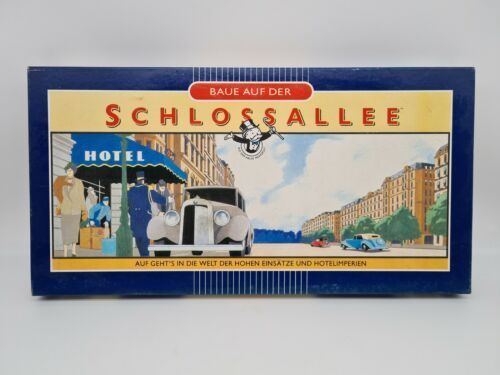 BAUE AUF DER
SCHLOSSALLEE
HOTEL
AUF GEHT'S IN DIE WELT DER HOHEN EINSÄTZE UND HOTELIMPERIEN